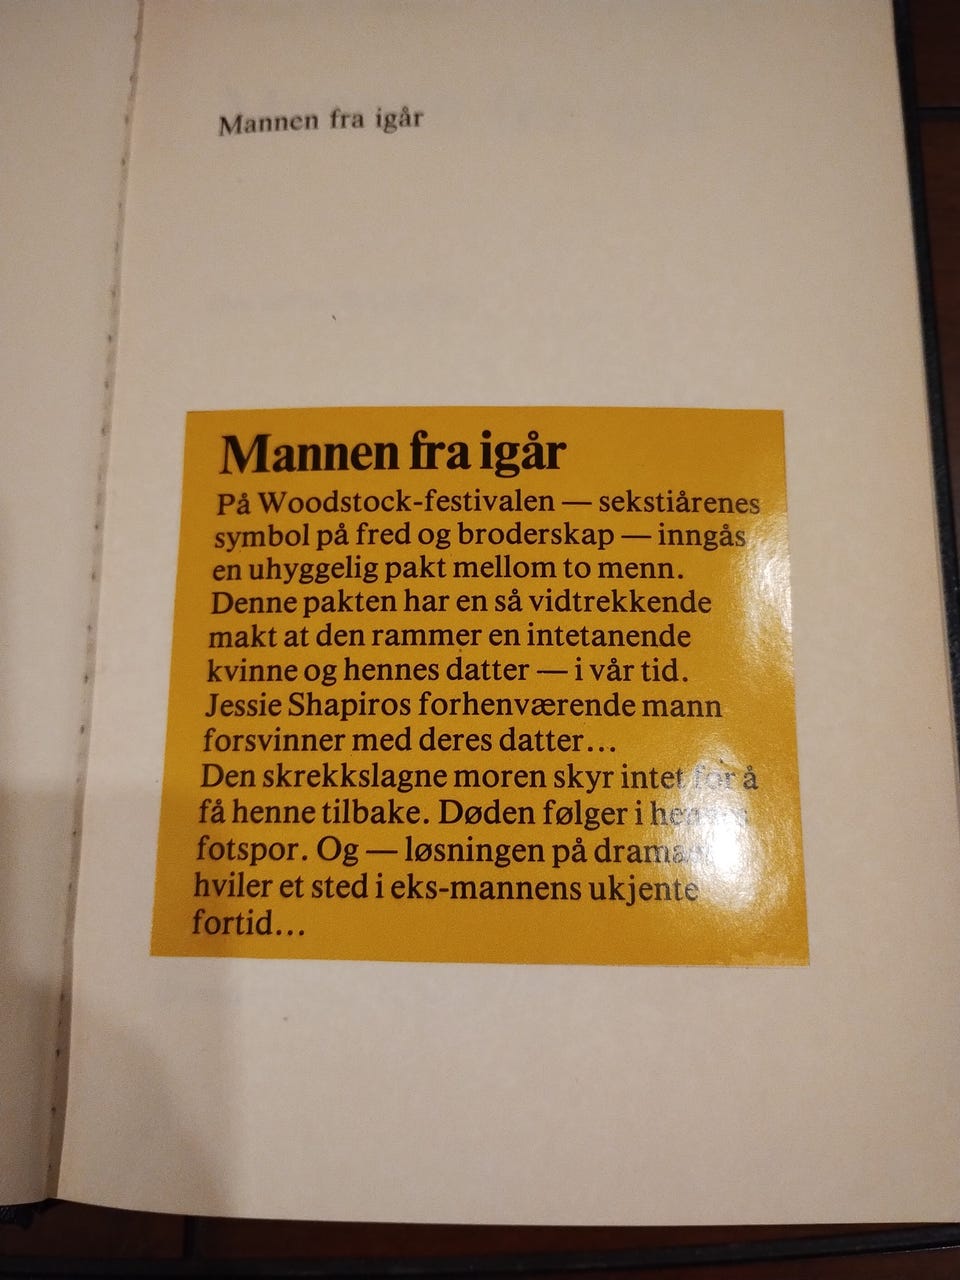 Mannen fra igår
Mannen fra igår
På Woodstock-festivalen — sekstiårenes
symbol på fred og broderskap — inngås
en uhyggelig pakt mellom to menn.
Denne pakten har en så vidtrekkende
makt at den rammer en intetanende
kvinne og hennes datter — i vår tid.
Jessie Shapiros forhenværende mann
forsvinner med deres datter...
Den skrekkslagne moren skyr intet for å
få henne tilbake. Døden følger i hennes
fotspor. Og — løsningen på
hviler et sted i eks-mannens ukjente
fortid...